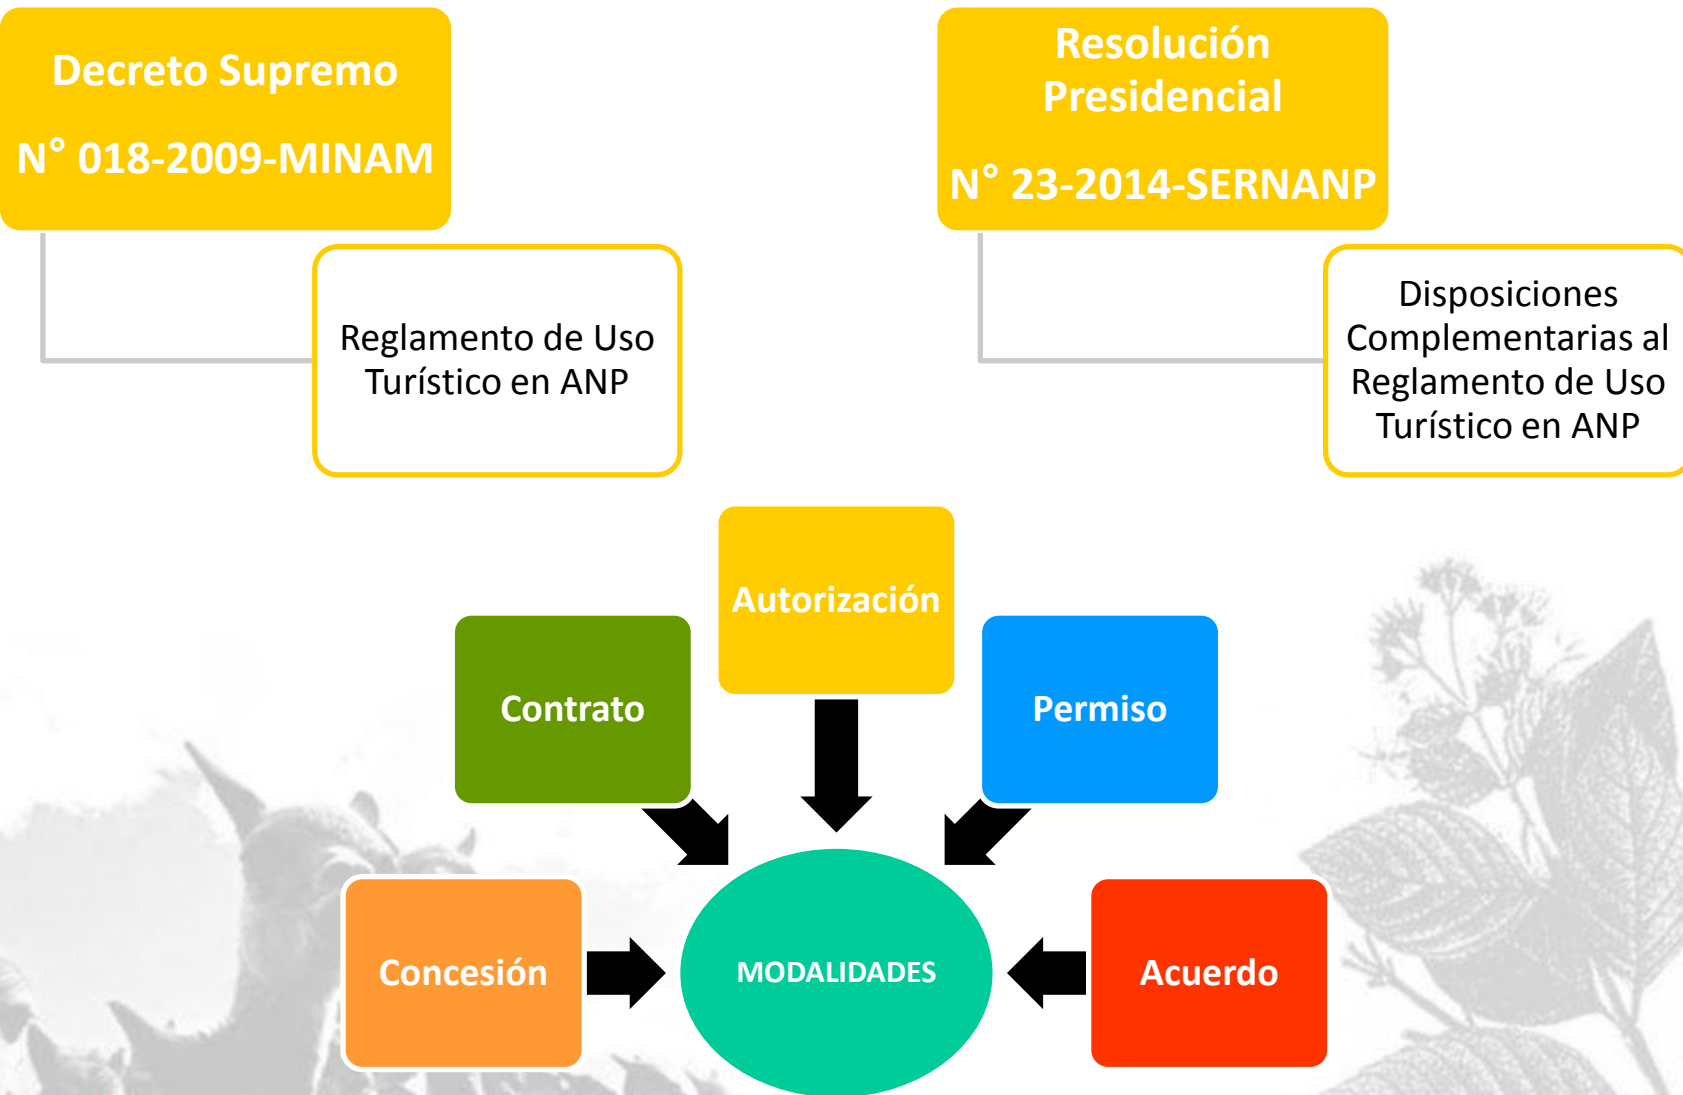 Decreto Supremo
N° 018-2009-MINAM
Reglamento de Uso
Turístico en ANP
Resolución
Presidencial
N° 23-2014-SERNANP
Disposiciones
Complementarias al
Reglamento de Uso
Turístico en ANP
Concesión
Contrato
Autorización
Permiso
Acuerdo
MODALIDADES